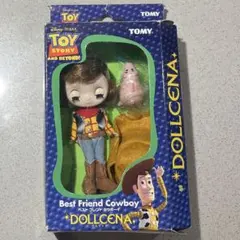 Disney · PIXAR
TOY
STORY
AND BEYOND!
TOMY
TOMY
DOLLCENA
Best Friend Cowboy
ベスト フレンド カウボーイ
DOLLCENA